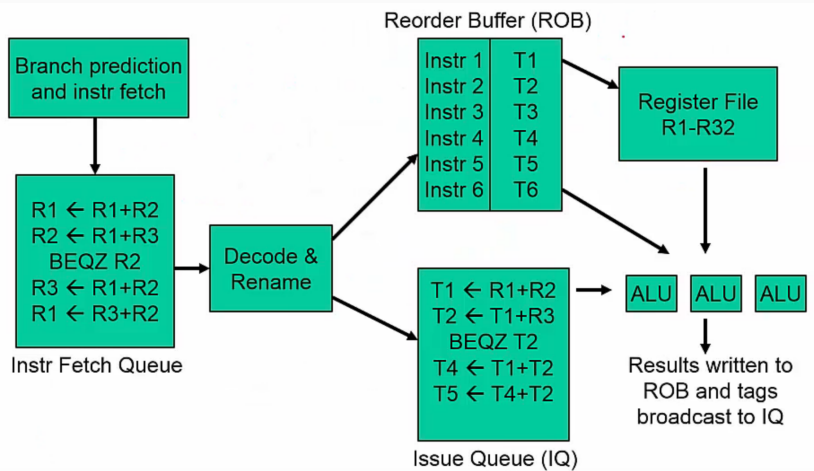 Reorder Buffer (ROB)
Branch prediction
and instr fetch
Instr 1 T1
Instr 2 T2
Instr 3 T3
Instr 4 T4
Instr 5 T5
Instr 6 T6
Register File
R1-R32
R1 ← R1+R2
R2 ← R1+R3
BEQZ R2
R3 ← R1+R2
R1 ← R3+R2
Instr Fetch Queue
Decode &
Rename
T1 ← R1+R2
T2 ← T1+R3
BEQZ T2
T4 ← T1+T2
T5 ← T4+T2
Issue Queue (IQ)
ALU ALU ALU
Results written to
ROB and tags
broadcast to IQ